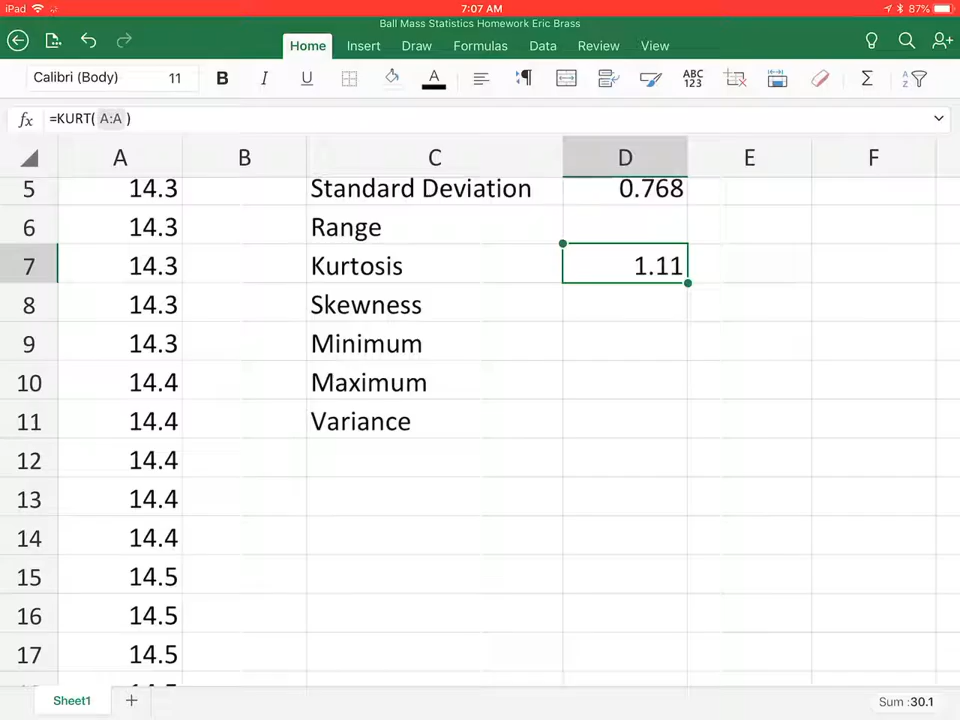 iPad 7:07 AM 87%
Ball Mass Statistics Homework Eric Brass
Home Insert Draw Formulas Data Review View
Calibri (Body) 11 B I U A ABC 123 Σ A Z
fx =KURT( A:A )
A B C D E F
5 14.3 Standard Deviation 0.768
6 14.3 Range
7 14.3 Kurtosis 1.11
8 14.3 Skewness
9 14.3 Minimum
10 14.4 Maximum
11 14.4 Variance
12 14.4
13 14.4
14 14.4
15 14.5
16 14.5
17 14.5
Sheet1 + Sum :30.1